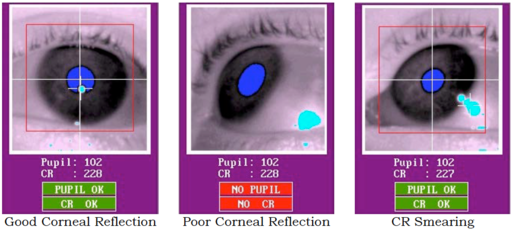 Pupil: 102
CR : 228
PUPIL OK
CR OK
Good Corneal Reflection
Pupil: 102
CR : 228
NO PUPIL
NO CR
Poor Corneal Reflection
Pupil: 102
CR : 227
PUPIL OK
CR OK
CR Smearing